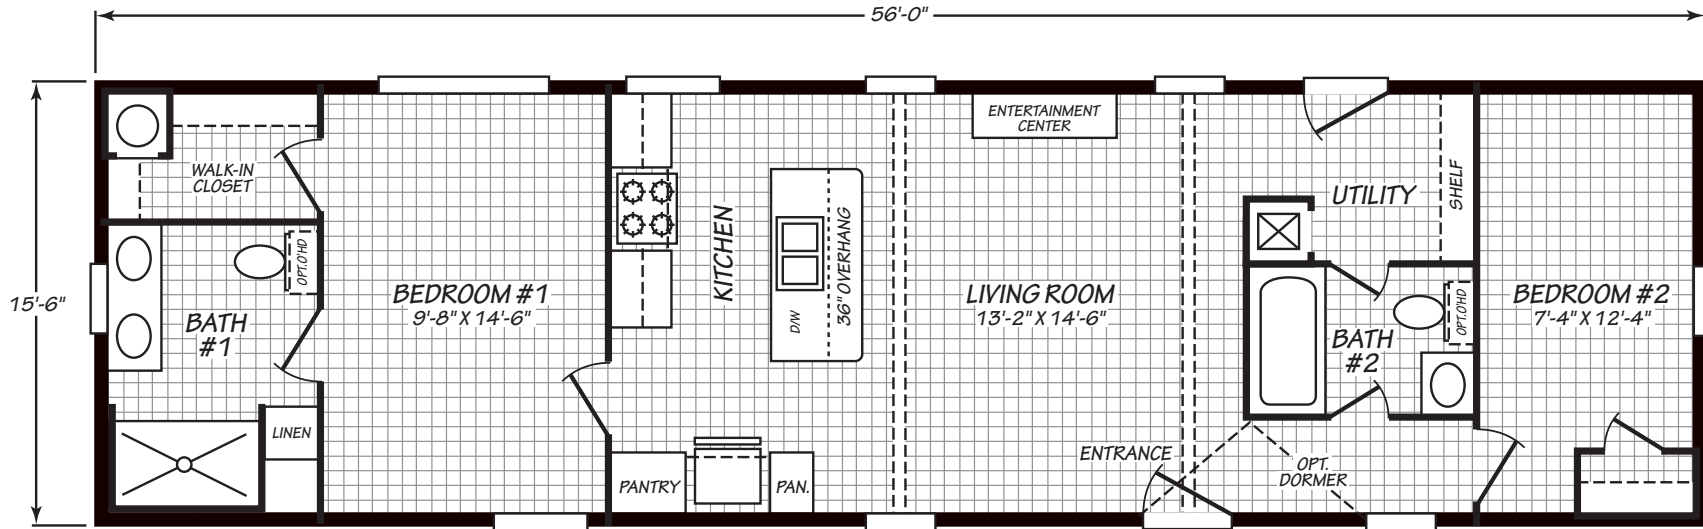 56'-0"
15'-6"
WALK-IN
CLOSET
OPT.O'HD
BATH
#1
LINEN
BEDROOM #1
9'-8" X 14'-6"
KITCHEN
D/W
36" OVERHANG
PANTRY
PAN.
ENTERTAINMENT
CENTER
LIVING ROOM
13'-2" X 14'-6"
ENTRANCE
OPT.
DORMER
UTILITY
SHELF
BATH
#2
OPT.O'HD
BEDROOM #2
7'-4" X 12'-4"